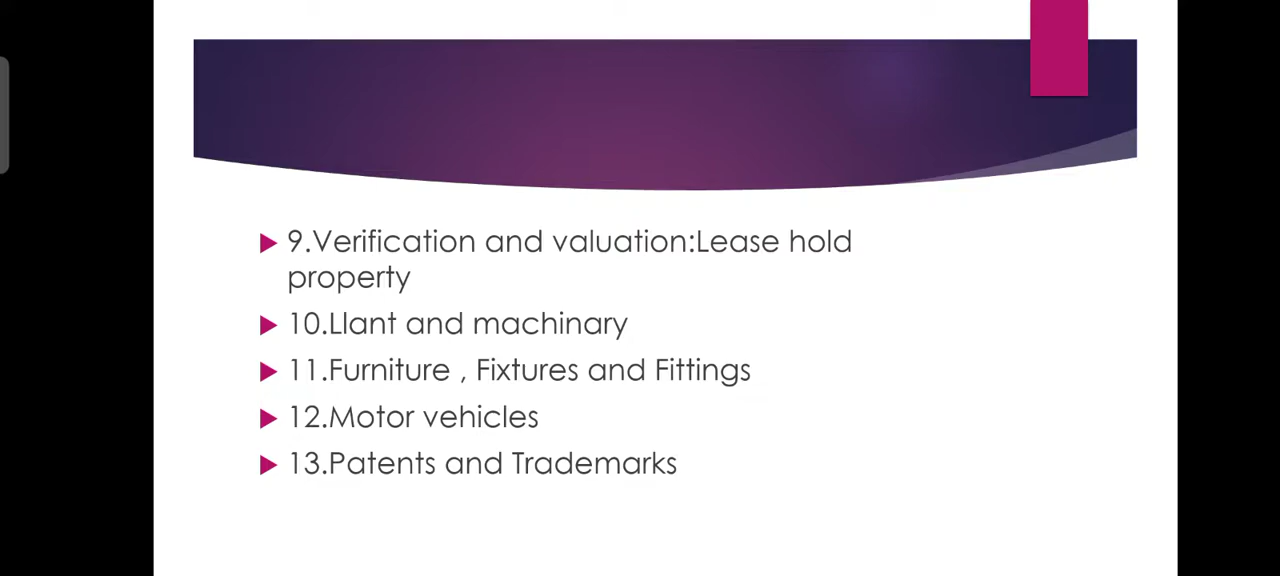 9.Verification and valuation:Lease hold
property
10.Llant and machinary
11.Furniture , Fixtures and Fittings
12.Motor vehicles
13.Patents and Trademarks